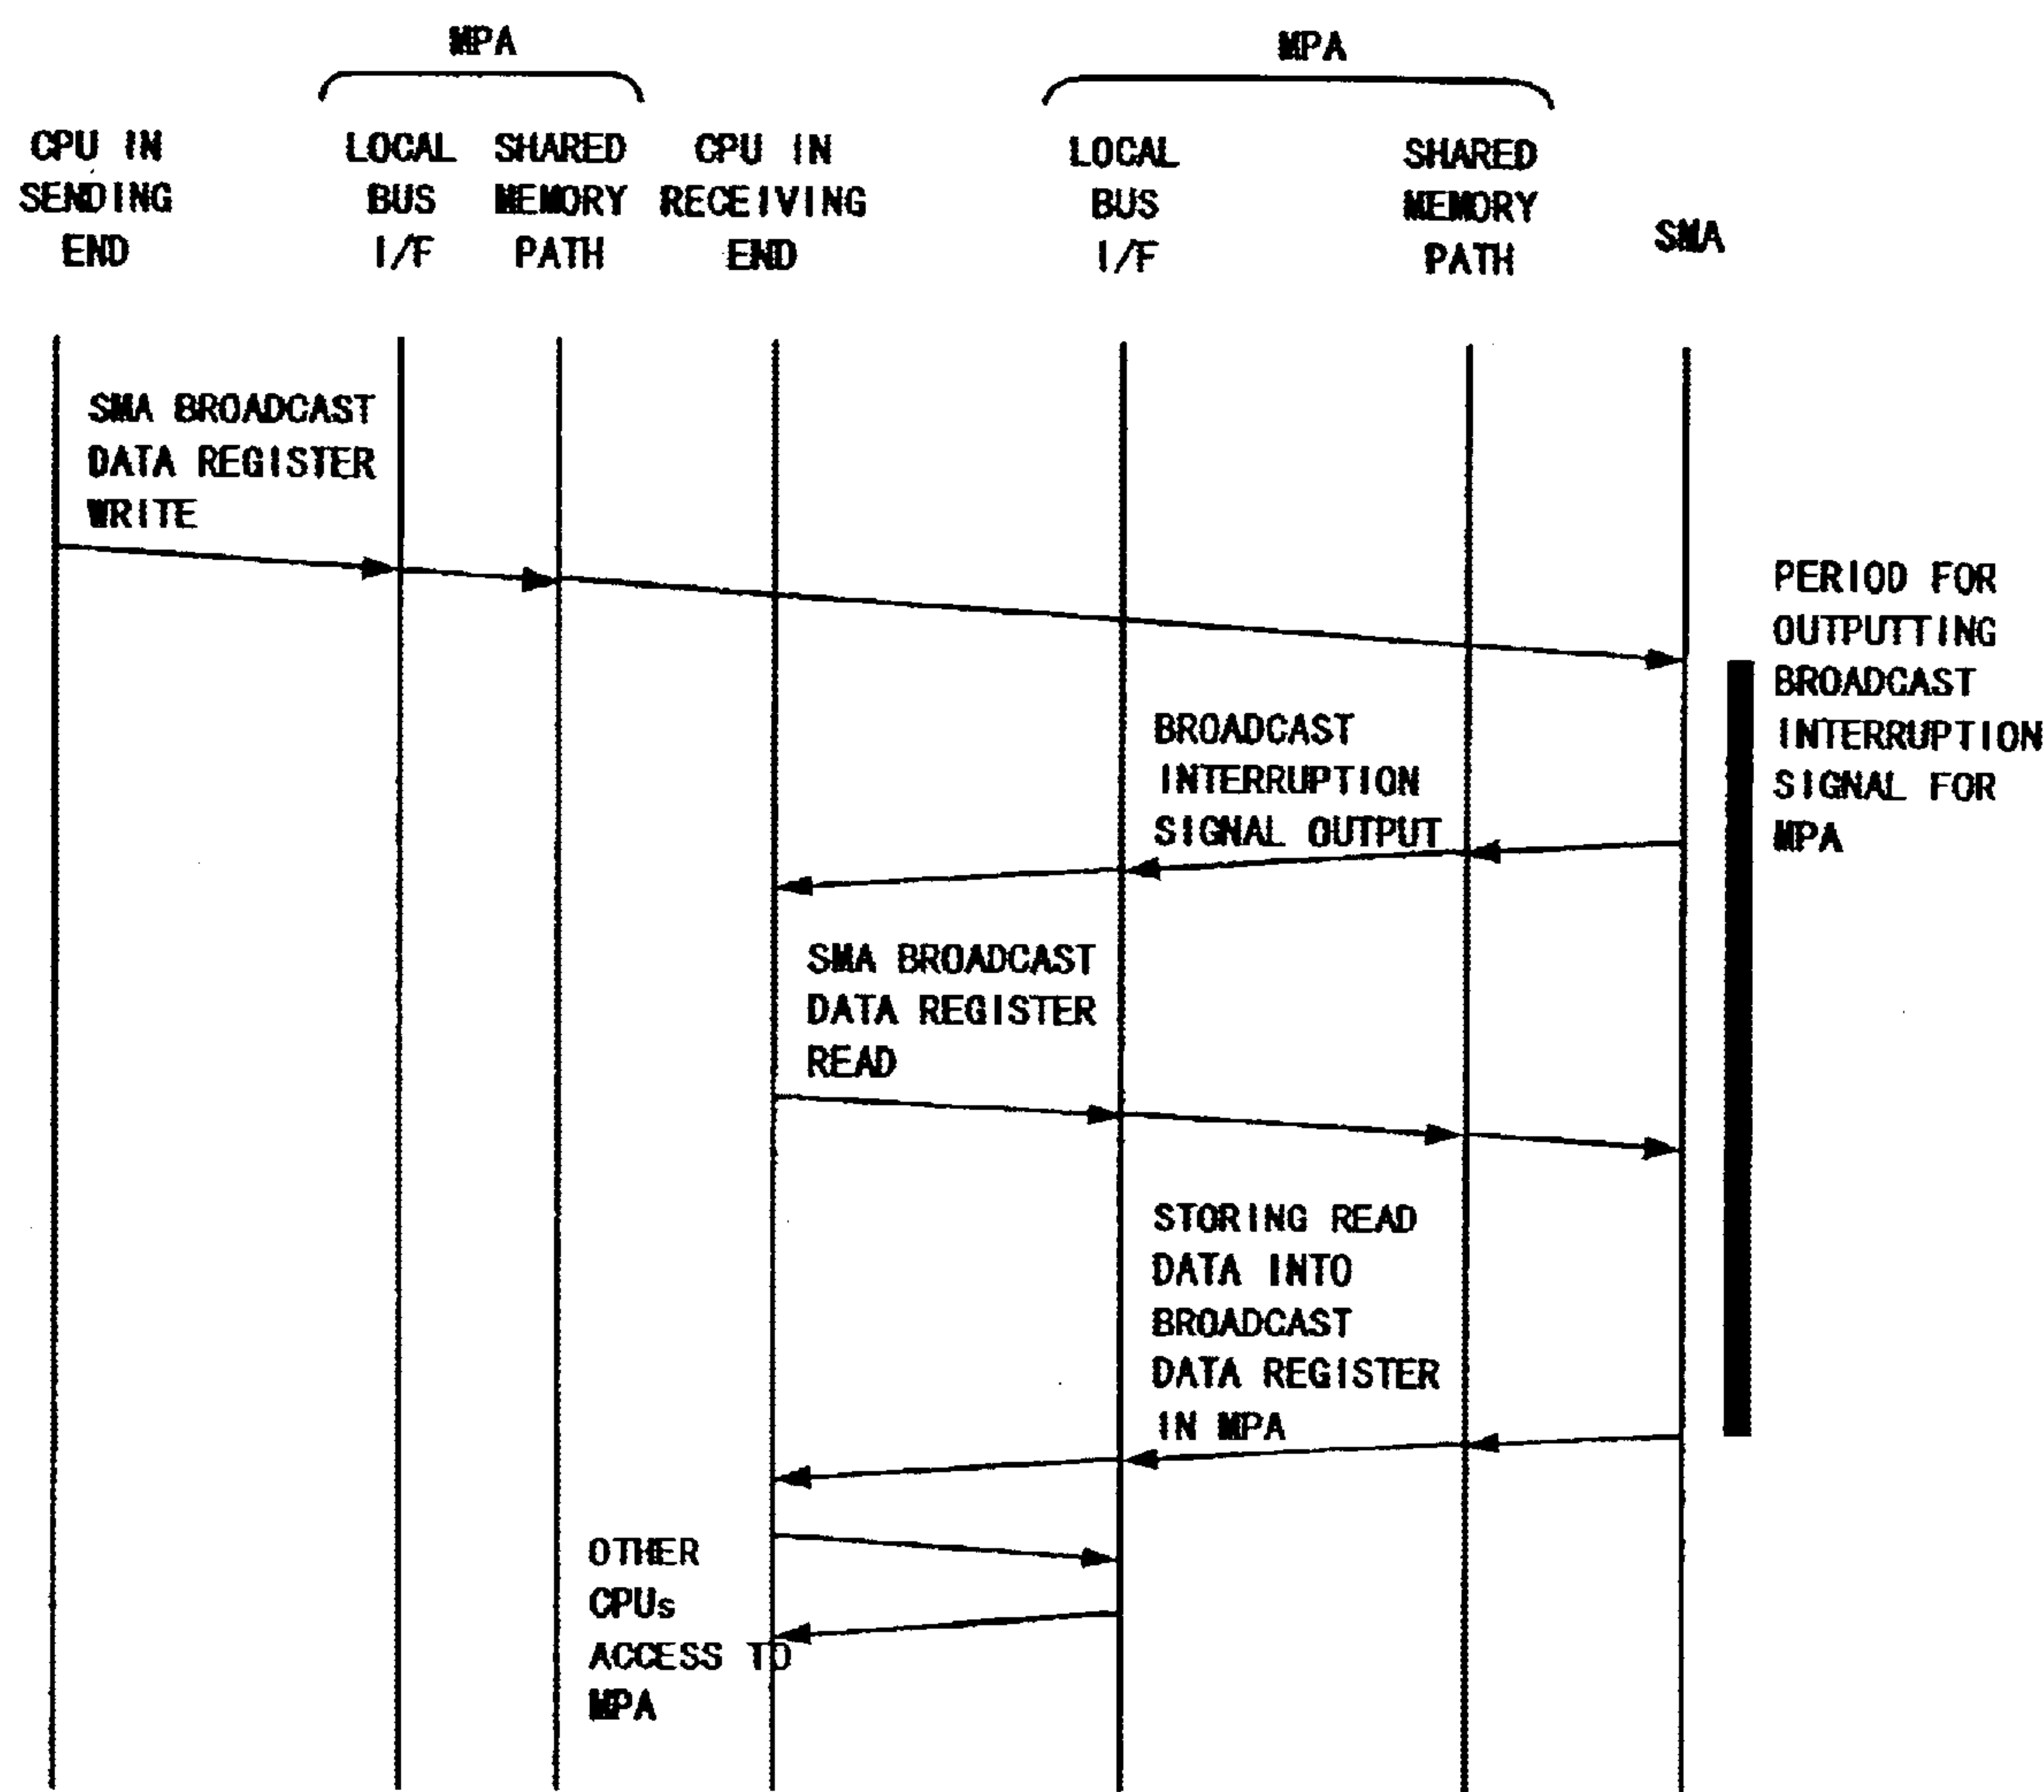 MPA
MPA
CPU IN
SENDING
END
LOCAL
BUS
I/F
SHARED
MEMORY
PATH
CPU IN
RECEIVING
END
LOCAL
BUS
I/F
SHARED
MEMORY
PATH
SMA
SMA BROADCAST
DATA REGISTER
WRITE
PERIOD FOR
OUTPUTTING
BROADCAST
INTERRUPTION
SIGNAL FOR
MPA
BROADCAST
INTERRUPTION
SIGNAL OUTPUT
SMA BROADCAST
DATA REGISTER
READ
STORING READ
DATA INTO
BROADCAST
DATA REGISTER
IN MPA
OTHER
CPUs
ACCESS TO
MPA